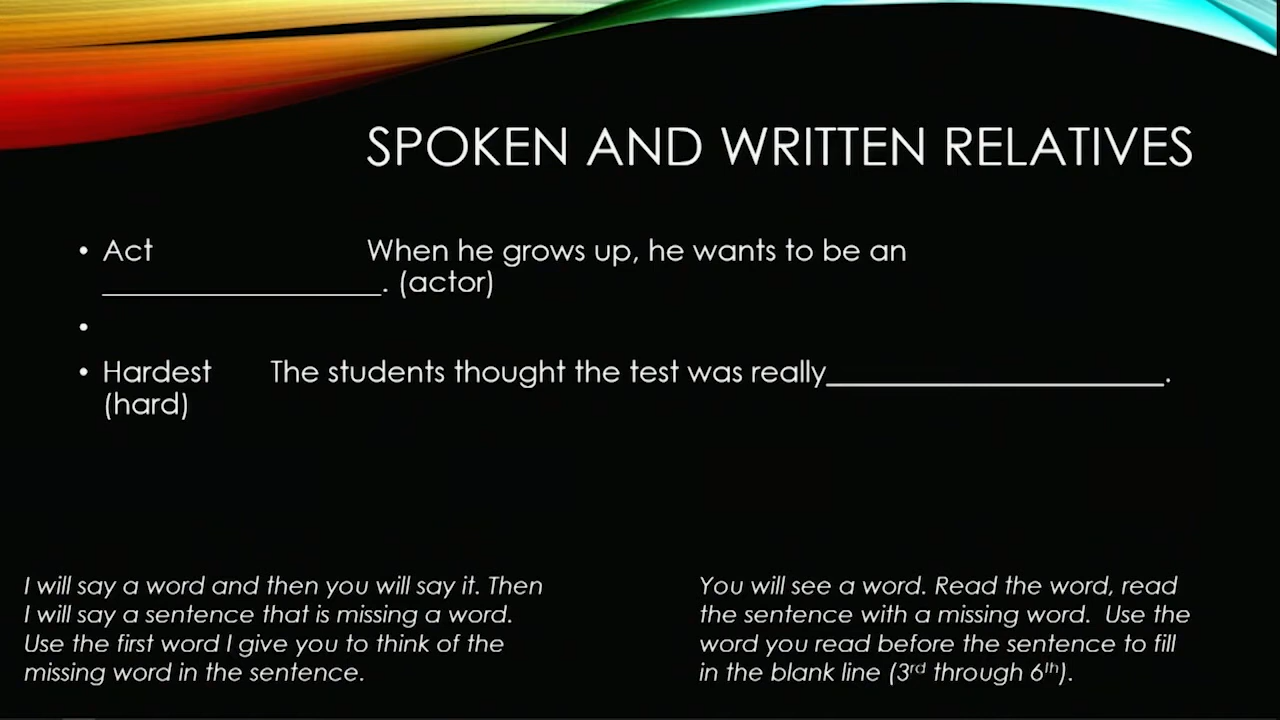 SPOKEN AND WRITTEN RELATIVES
• Act When he grows up, he wants to be an
__________________. (actor)
•
• Hardest The students thought the test was really______________________.
(hard)
I will say a word and then you will say it. Then
I will say a sentence that is missing a word.
Use the first word I give you to think of the
missing word in the sentence.
You will see a word. Read the word, read
the sentence with a missing word. Use the
word you read before the sentence to fill
in the blank line (3rd through 6th).